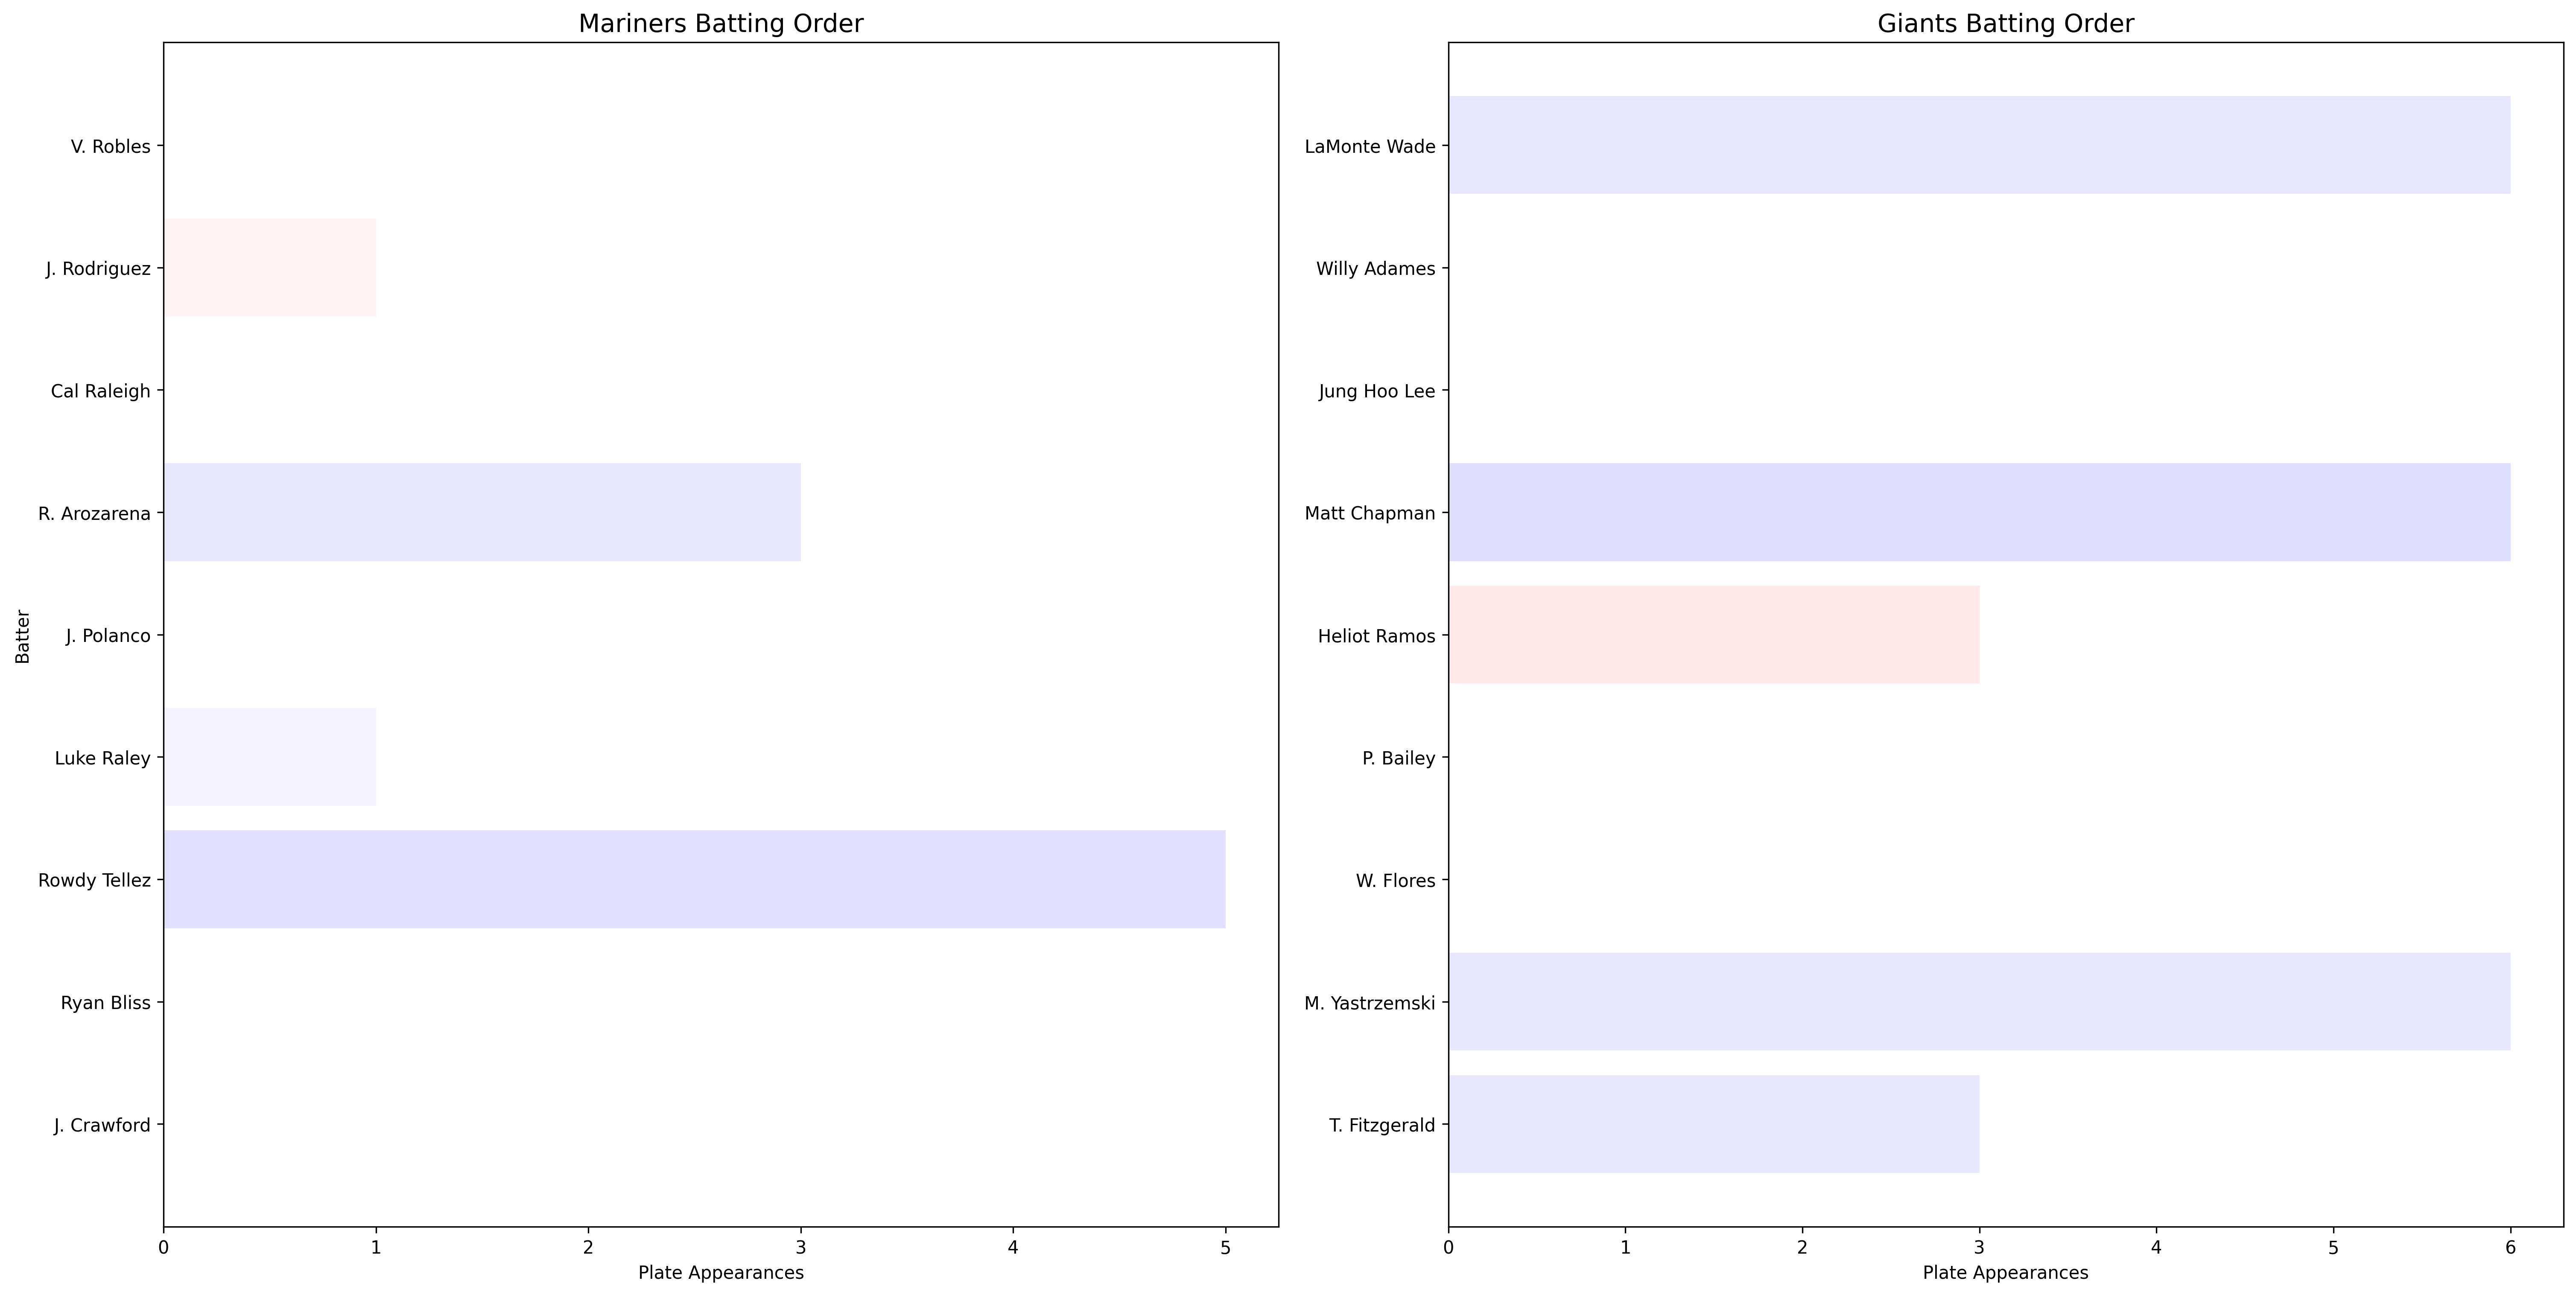 Mariners Batting Order
Batter
V. Robles
J. Rodriguez
Cal Raleigh
R. Arozarena
J. Polanco
Luke Raley
Rowdy Tellez
Ryan Bliss
J. Crawford
0 1 2 3 4 5
Plate Appearances
Giants Batting Order
LaMonte Wade
Willy Adames
Jung Hoo Lee
Matt Chapman
Heliot Ramos
P. Bailey
W. Flores
M. Yastrzemski
T. Fitzgerald
0 1 2 3 4 5 6
Plate Appearances